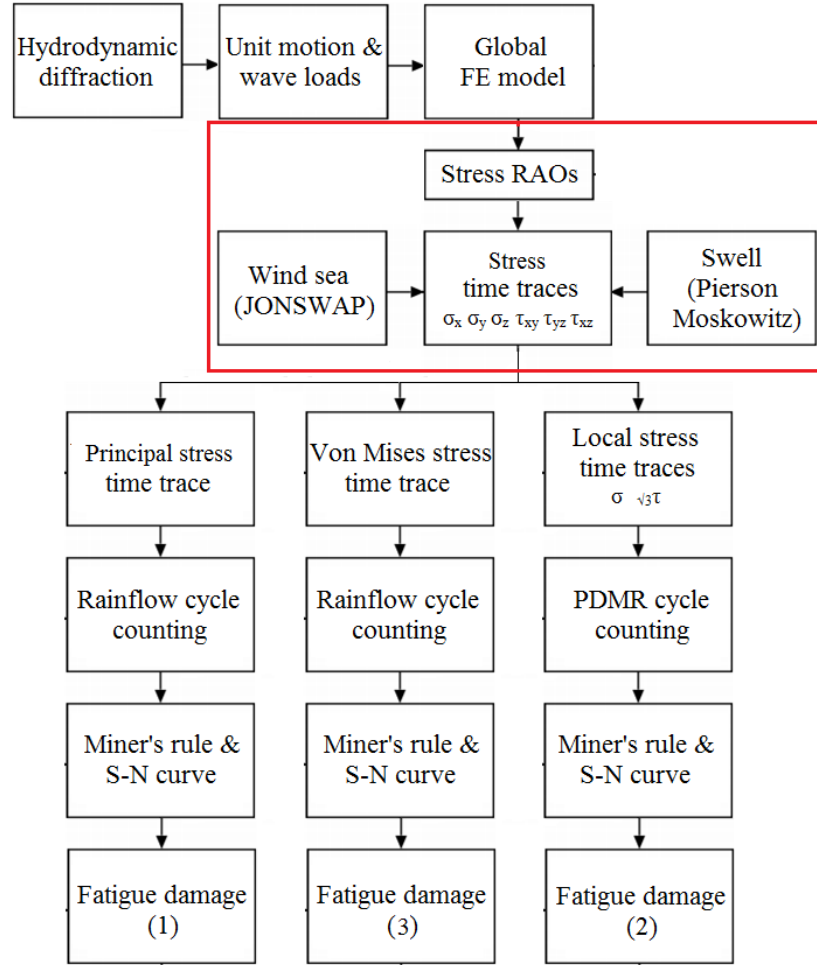 Hydrodynamic
diffraction
Unit motion &
wave loads
Global
FE model
Stress RAOs
Wind sea
(JONSWAP)
Stress
time traces
σx σy σz τxy τyz τxz
Swell
(Pierson
Moskowitz)
Principal stress
time trace
Von Mises stress
time trace
Local stress
time traces
σ √3τ
Rainflow cycle
counting
Rainflow cycle
counting
PDMR cycle
counting
Miner's rule &
S-N curve
Miner's rule &
S-N curve
Miner's rule &
S-N curve
Fatigue damage
(1)
Fatigue damage
(3)
Fatigue damage
(2)